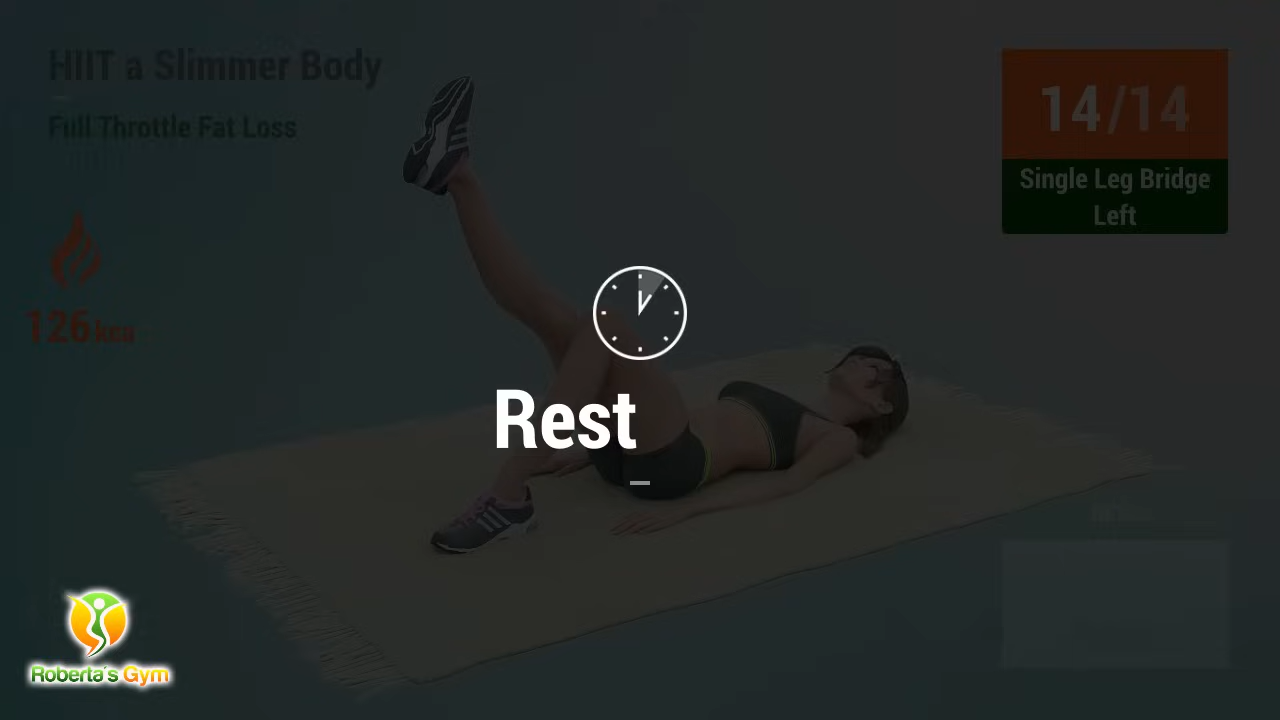 HIIT a Slimmer Body
Full Throttle Fat Loss
14/14
Single Leg Bridge
Left
126 kcal
Rest
Roberta's Gym